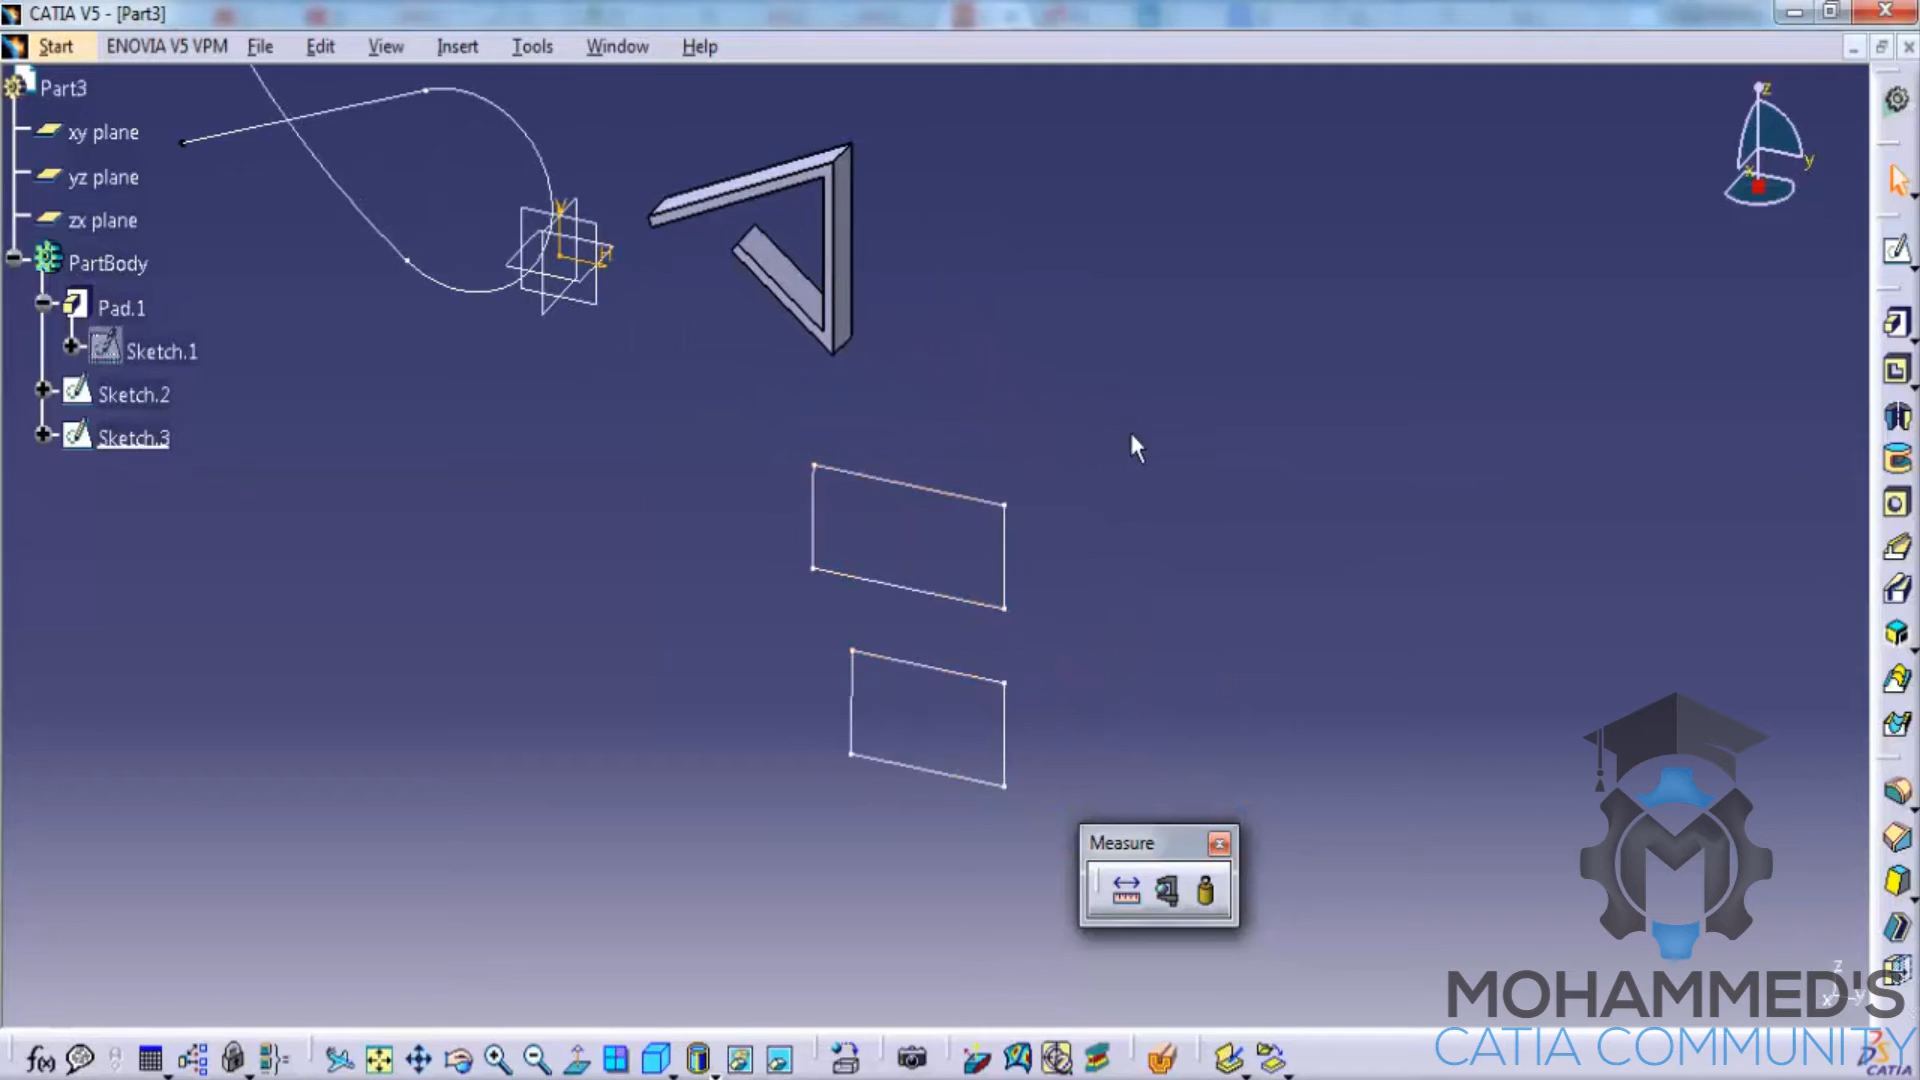 CATIA V5 - [Part3]
Start ENOVIA V5 VPM File Edit View Insert Tools Window Help
Part3
xy plane
yz plane
zx plane
PartBody
Pad.1
Sketch.1
Sketch.2
Sketch.3
z
y
x
V
H
Measure
MOHAMMED'S
CATIA COMMUNITY
z
x
y
f(x)
CATIA